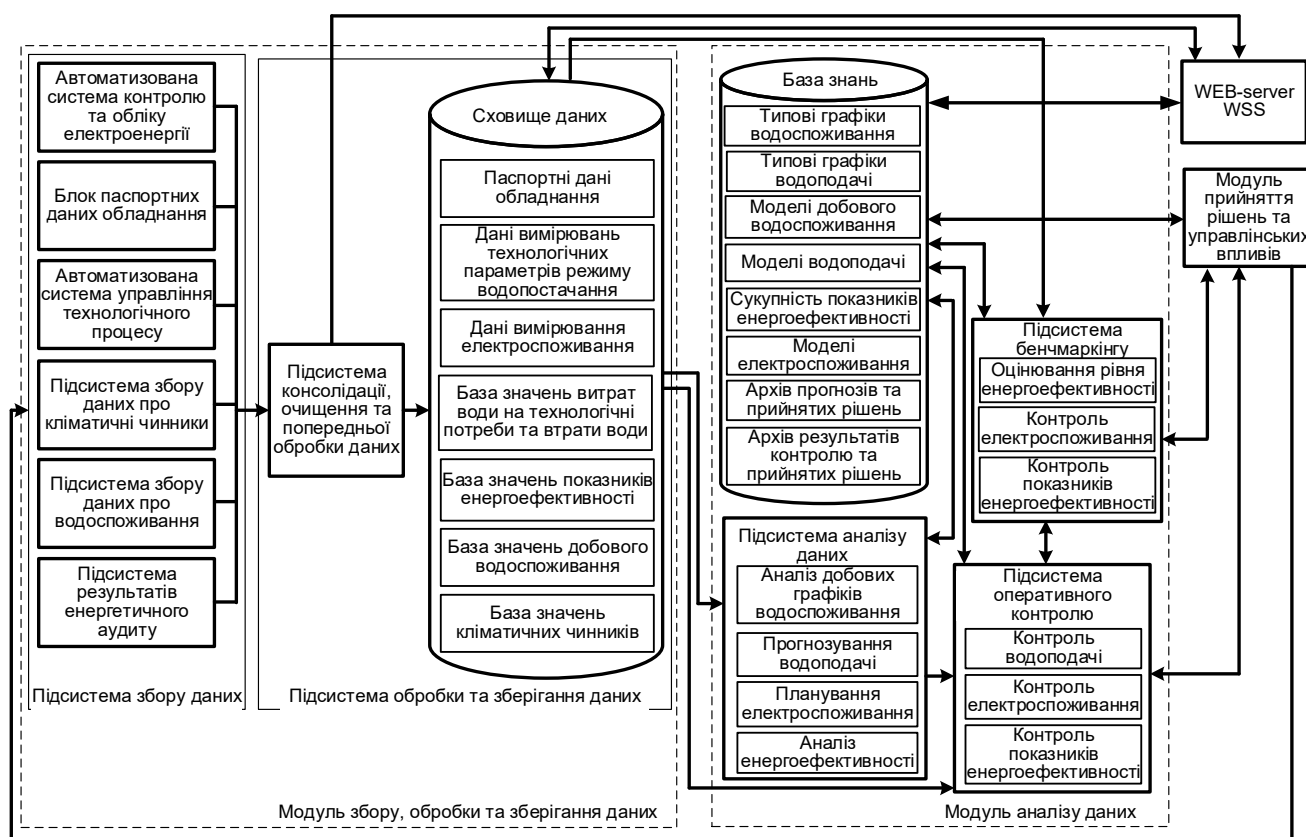 Автоматизована
система контролю
та обліку
електроенергії
Блок паспортних
даних обладнання
Автоматизована
система управління
технологічного
процесу
Підсистема збору
даних про
кліматичні чинники
Підсистема збору
даних про
водоспоживання
Підсистема
результатів
енергетичного
аудиту
Підсистема збору даних
Підсистема
консолідації,
очищення та
попередньої
обробки даних
Сховище даних
Паспортні дані
обладнання
Дані вимірювань
технологічних
параметрів режиму
водопостачання
Дані вимірювання
електроспоживання
База значень витрат
води на технологічні
потреби та втрати води
База значень показників
енергоефективності
База значень добового
водоспоживання
База значень
кліматичних чинників
Підсистема обробки та зберігання даних
Модуль збору, обробки та зберігання даних
База знань
Типові графіки
водоспоживання
Типові графіки
водоподачі
Моделі добового
водоспоживання
Моделі водоподачі
Сукупність показників
енергоефективності
Моделі
електроспоживання
Архів прогнозів та
прийнятих рішень
Архів результатів
контролю та
прийнятих рішень
Підсистема аналізу
даних
Аналіз добових
графіків
водоспоживання
Прогнозування
водоподачі
Планування
електроспоживання
Аналіз
енергоефективності
Підсистема
бенчмаркінгу
Оцінювання рівня
енергоефективності
Контроль
електроспоживання
Контроль
показників
енергоефективності
Підсистема
оперативного
контролю
Контроль
водоподачі
Контроль
електроспоживання
Контроль
показників
енергоефективності
Модуль аналізу даних
WEB-server
WSS
Модуль
прийняття
рішень та
управлінських
впливів